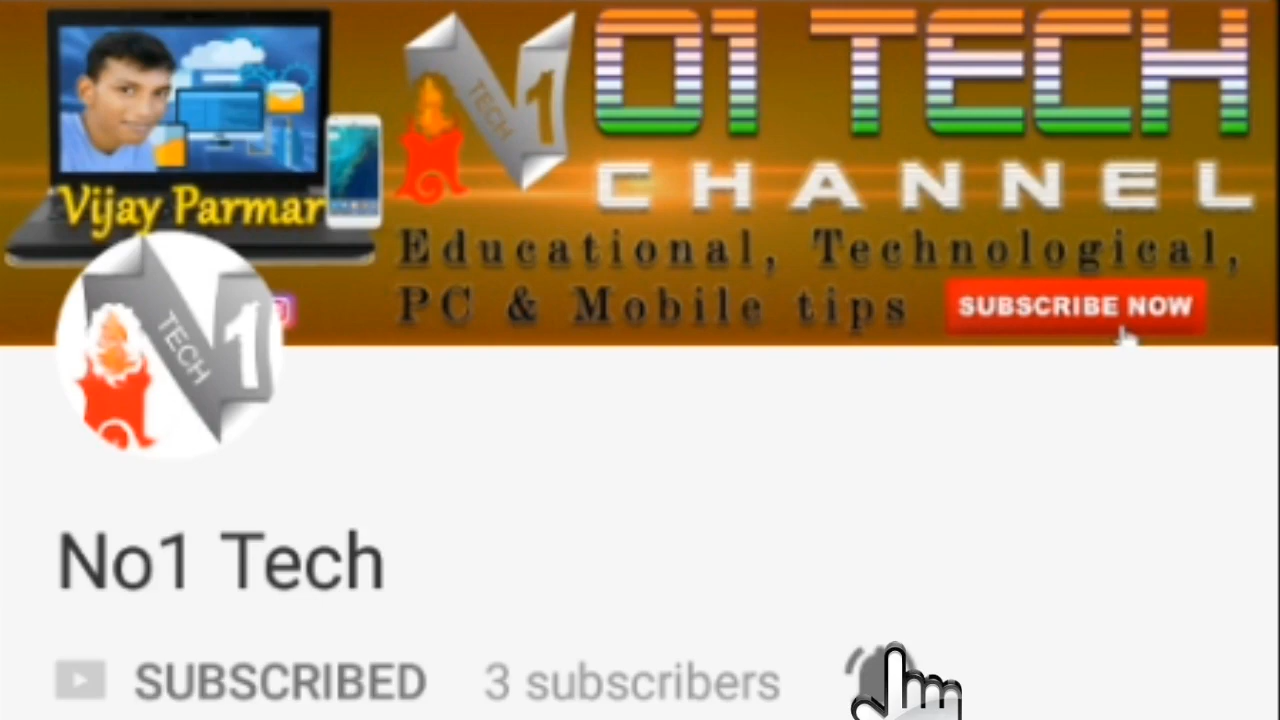 N 01 TECH
TECH 1
CHANNEL
Vijay Parmar
Educational, Technological,
PC & Mobile tips
SUBSCRIBE NOW
TECH 1
No1 Tech
SUBSCRIBED 3 subscribers